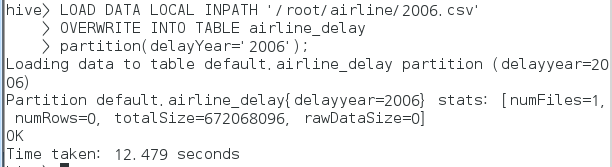 hive> LOAD DATA LOCAL INPATH '/root/airline/2006.csv'
    > OVERWRITE INTO TABLE airline_delay
    > partition(delayYear='2006');
Loading data to table default.airline_delay partition (delayyear=20
06)
Partition default.airline_delay{delayyear=2006} stats: [numFiles=1,
 numRows=0, totalSize=672068096, rawDataSize=0]
OK
Time taken: 12.479 seconds